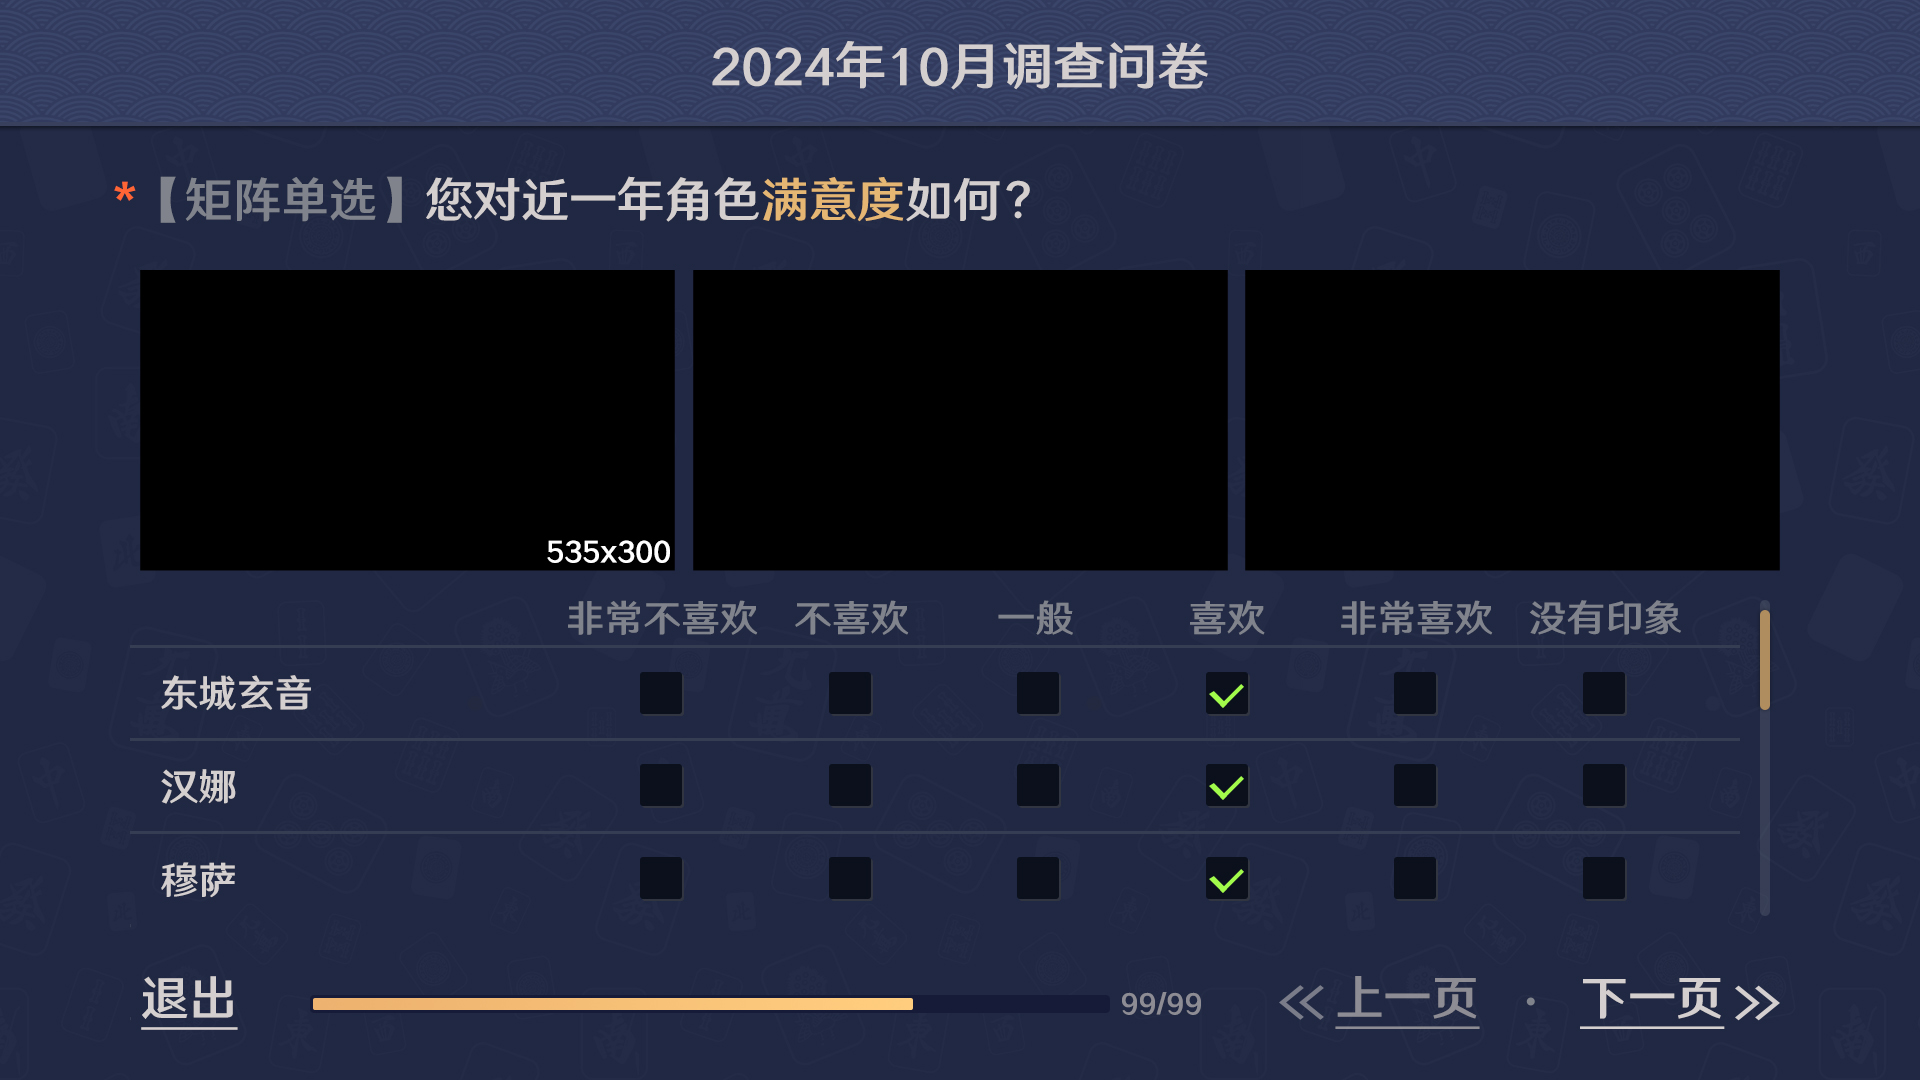 2024年10月调查问卷
*【矩阵单选】您对近一年角色满意度如何?
535x300
非常不喜欢 不喜欢 一般 喜欢 非常喜欢 没有印象
东城玄音
汉娜
穆萨
退出 99/99 上一页 · 下一页